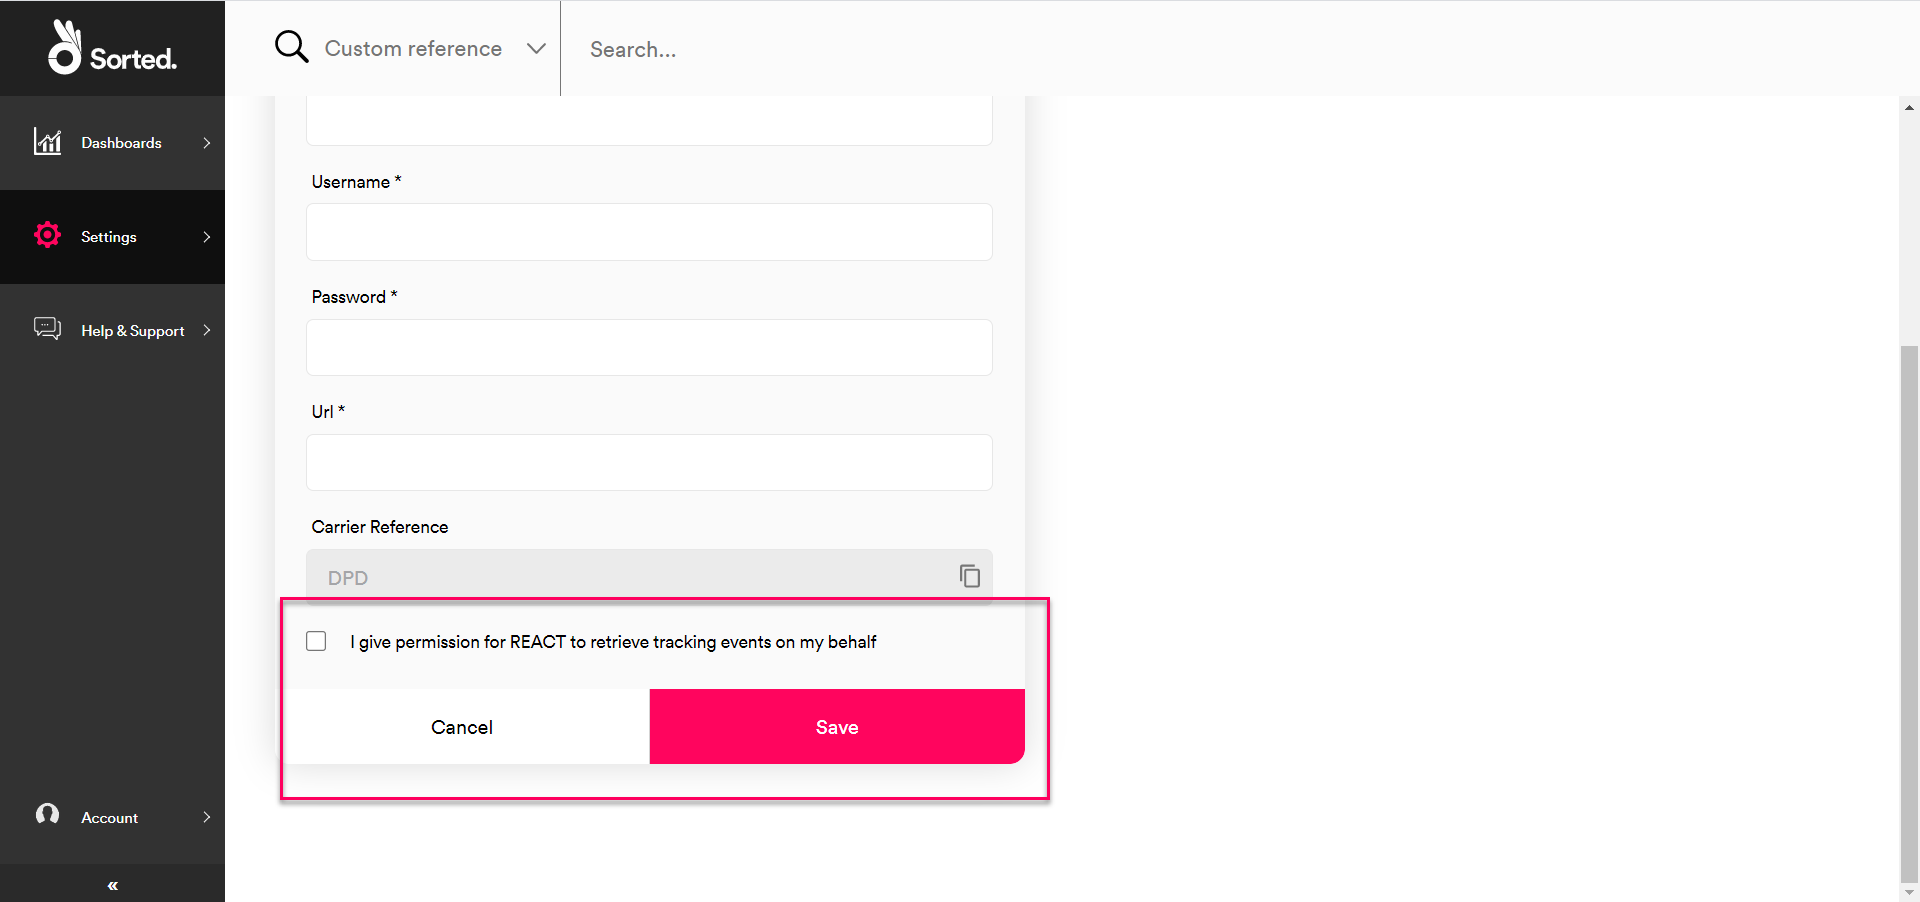 Sorted.
Custom reference
Search...
Dashboards
Settings
Help & Support
Account
«
Username *
Password *
Url *
Carrier Reference
DPD
I give permission for REACT to retrieve tracking events on my behalf
Cancel
Save